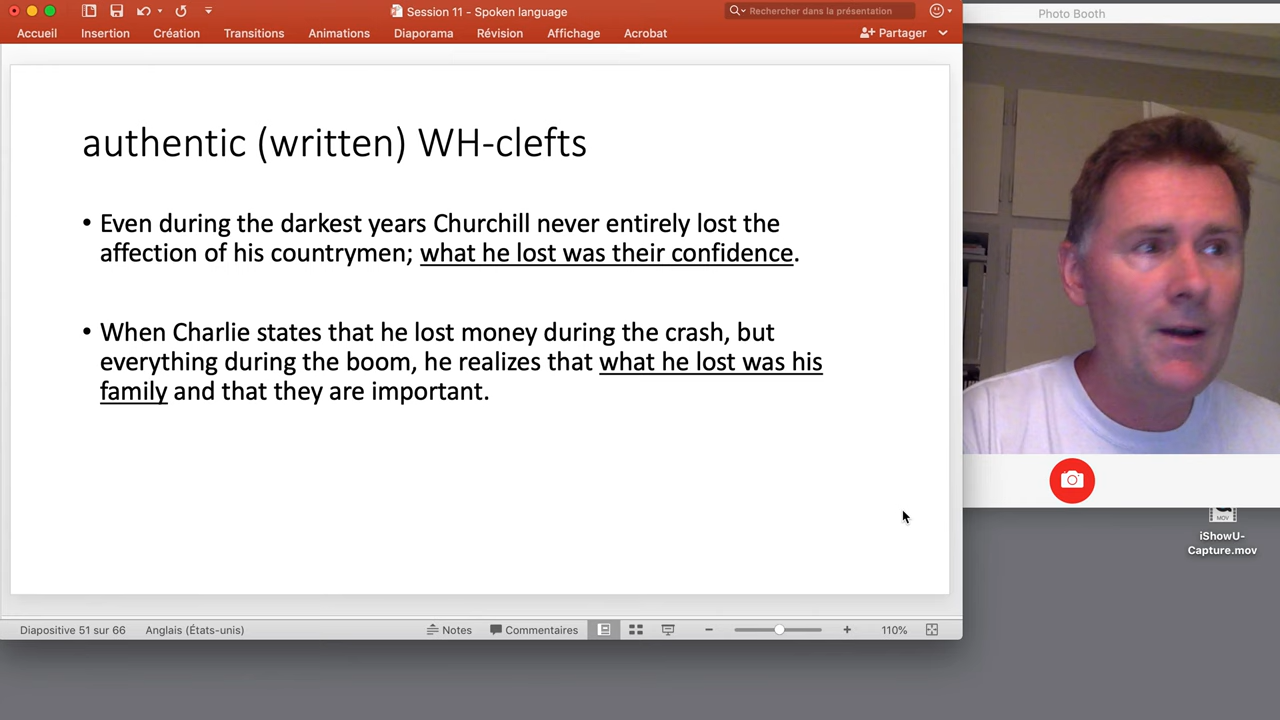 Session 11 - Spoken language
Rechercher dans la présentation
Photo Booth
Accueil
Insertion
Création
Transitions
Animations
Diaporama
Révision
Affichage
Acrobat
Partager
authentic (written) WH-clefts
• Even during the darkest years Churchill never entirely lost the
affection of his countrymen; what he lost was their confidence.
• When Charlie states that he lost money during the crash, but
everything during the boom, he realizes that what he lost was his
family and that they are important.
MOV
iShowU-
Capture.mov
Diapositive 51 sur 66
Anglais (États-unis)
Notes
Commentaires
110%